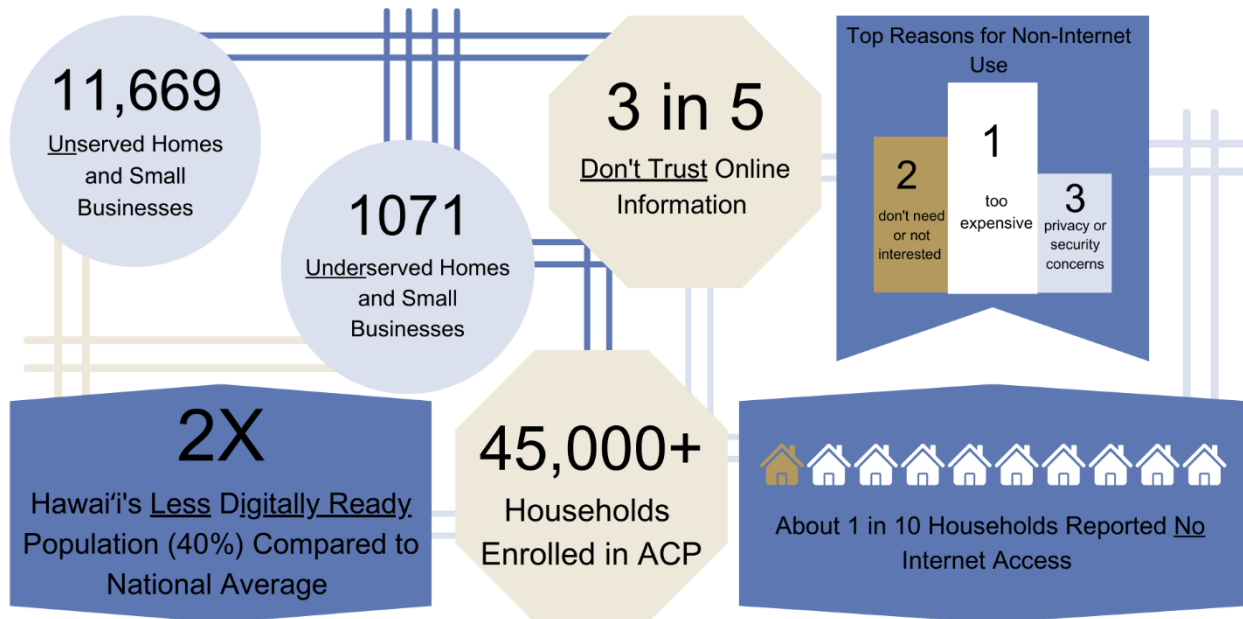 11,669
Unserved Homes
and Small
Businesses
1071
Underserved Homes
and Small
Businesses
3 in 5
Don't Trust Online
Information
Top Reasons for Non-Internet
Use
2
don't need
or not
interested
1
too
expensive
3
privacy or
security
concerns
2X
Hawaiʻi's Less Digitally Ready
Population (40%) Compared to
National Average
45,000+
Households
Enrolled in ACP
About 1 in 10 Households Reported No
Internet Access